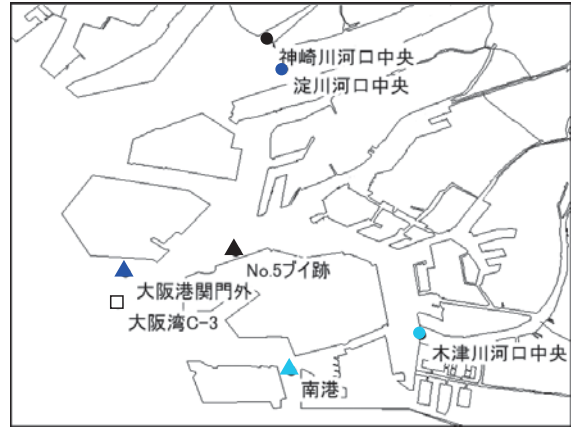 神崎川河口中央
淀川河口中央
No.5ブイ跡
大阪港関門外
大阪湾C-3
木津川河口中央
南港